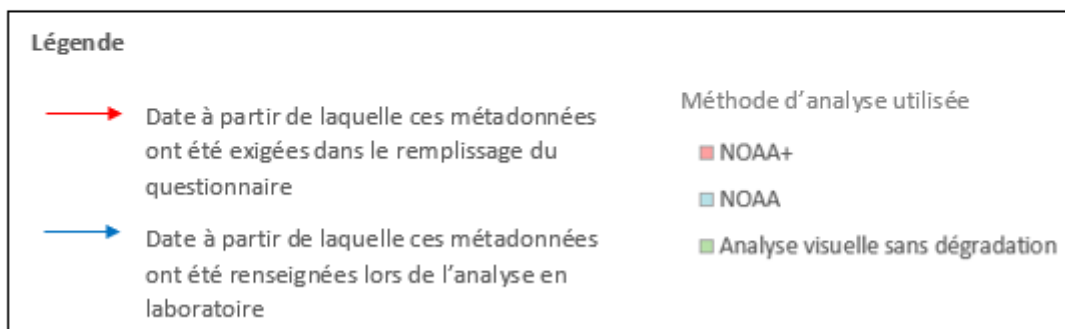 Légende
Date à partir de laquelle ces métadonnées
ont été exigées dans le remplissage du
questionnaire
Date à partir de laquelle ces métadonnées
ont été renseignées lors de l'analyse en
laboratoire
Méthode d'analyse utilisée
NOAA+
NOAA
Analyse visuelle sans dégradation